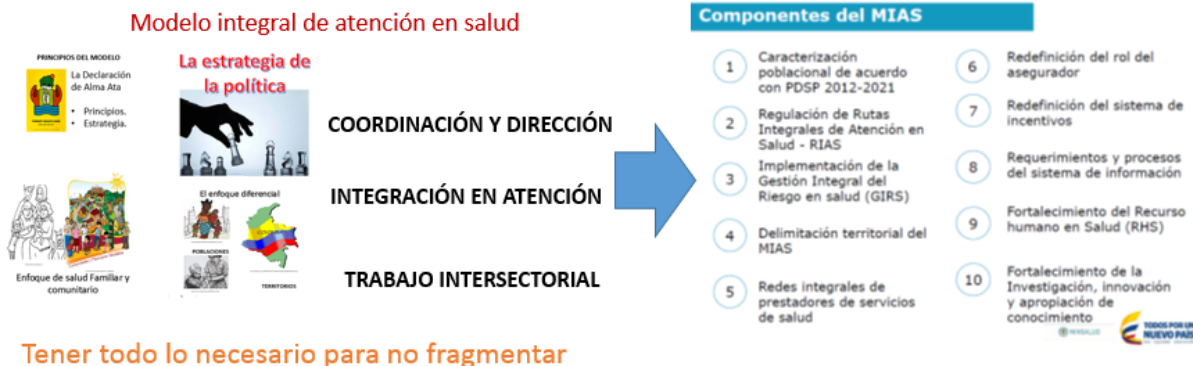 Modelo integral de atención en salud
PRINCIPIOS DEL MODELO
La Declaración
de Alma Ata
• Principios.
• Estrategia.
La estrategia de
la política
Enfoque de salud Familiar y
comunitario
El enfoque diferencial
POBLACIONES
TERRITORIOS
COORDINACIÓN Y DIRECCIÓN
INTEGRACIÓN EN ATENCIÓN
TRABAJO INTERSECTORIAL
Tener todo lo necesario para no fragmentar
Componentes del MIAS
1
Caracterización
poblacional de acuerdo
con PDSP 2012-2021
2
Regulación de Rutas
Integrales de Atención en
Salud - RIAS
3
Implementación de la
Gestión Integral del
Riesgo en salud (GIRS)
4
Delimitación territorial del
MIAS
5
Redes integrales de
prestadores de servicios
de salud
6
Redefinición del rol del
asegurador
7
Redefinición del sistema de
incentivos
8
Requerimientos y procesos
del sistema de información
9
Fortalecimiento del Recurso
humano en Salud (RHS)
10
Fortalecimiento de la
Investigación, innovación
y apropiación de
conocimiento
MINSALUD
TODOS POR UN
NUEVO PAÍS